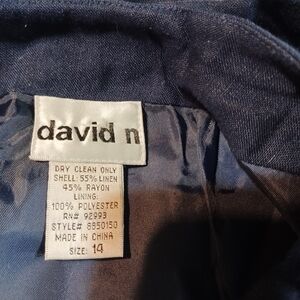 david n
DRY CLEAN ONLY
SHELL: 55% LINEN
45% RAYON
LINING:
100% POLYESTER
RN# 92993
STYLE# 8950150
MADE IN CHINA
SIZE: 14